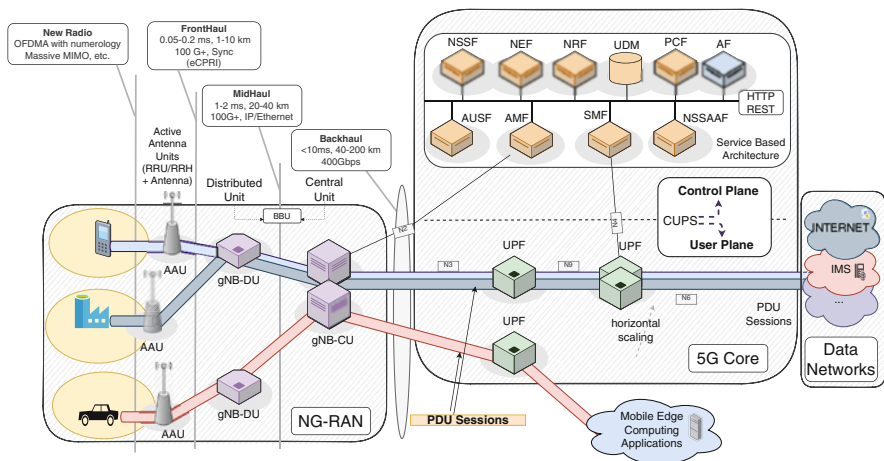 New Radio
OFDMA with numerology
Massive MIMO, etc.
FrontHaul
0.05-0.2 ms, 1-10 km
100 G+, Sync
(eCPRI)
MidHaul
1-2 ms, 20-40 km
100G+, IP/Ethernet
Backhaul
<10ms, 40-200 km
400Gbps
Active
Antenna
Units
(RRU/RRH
+ Antenna)
Distributed
Unit
Central
Unit
BBU
AAU
gNB-DU
AAU
gNB-CU
AAU
gNB-DU
NG-RAN
NSSF
NEF
NRF
UDM
PCF
AF
HTTP
REST
AUSF
AMF
SMF
NSSAAF
Service Based
Architecture
Control Plane
CUPS
User Plane
N2
N4
N3
N9
N6
UPF
UPF
UPF
horizontal
scaling
PDU
Sessions
5G Core
PDU Sessions
Mobile Edge
Computing
Applications
INTERNET
IMS
...
Data
Networks